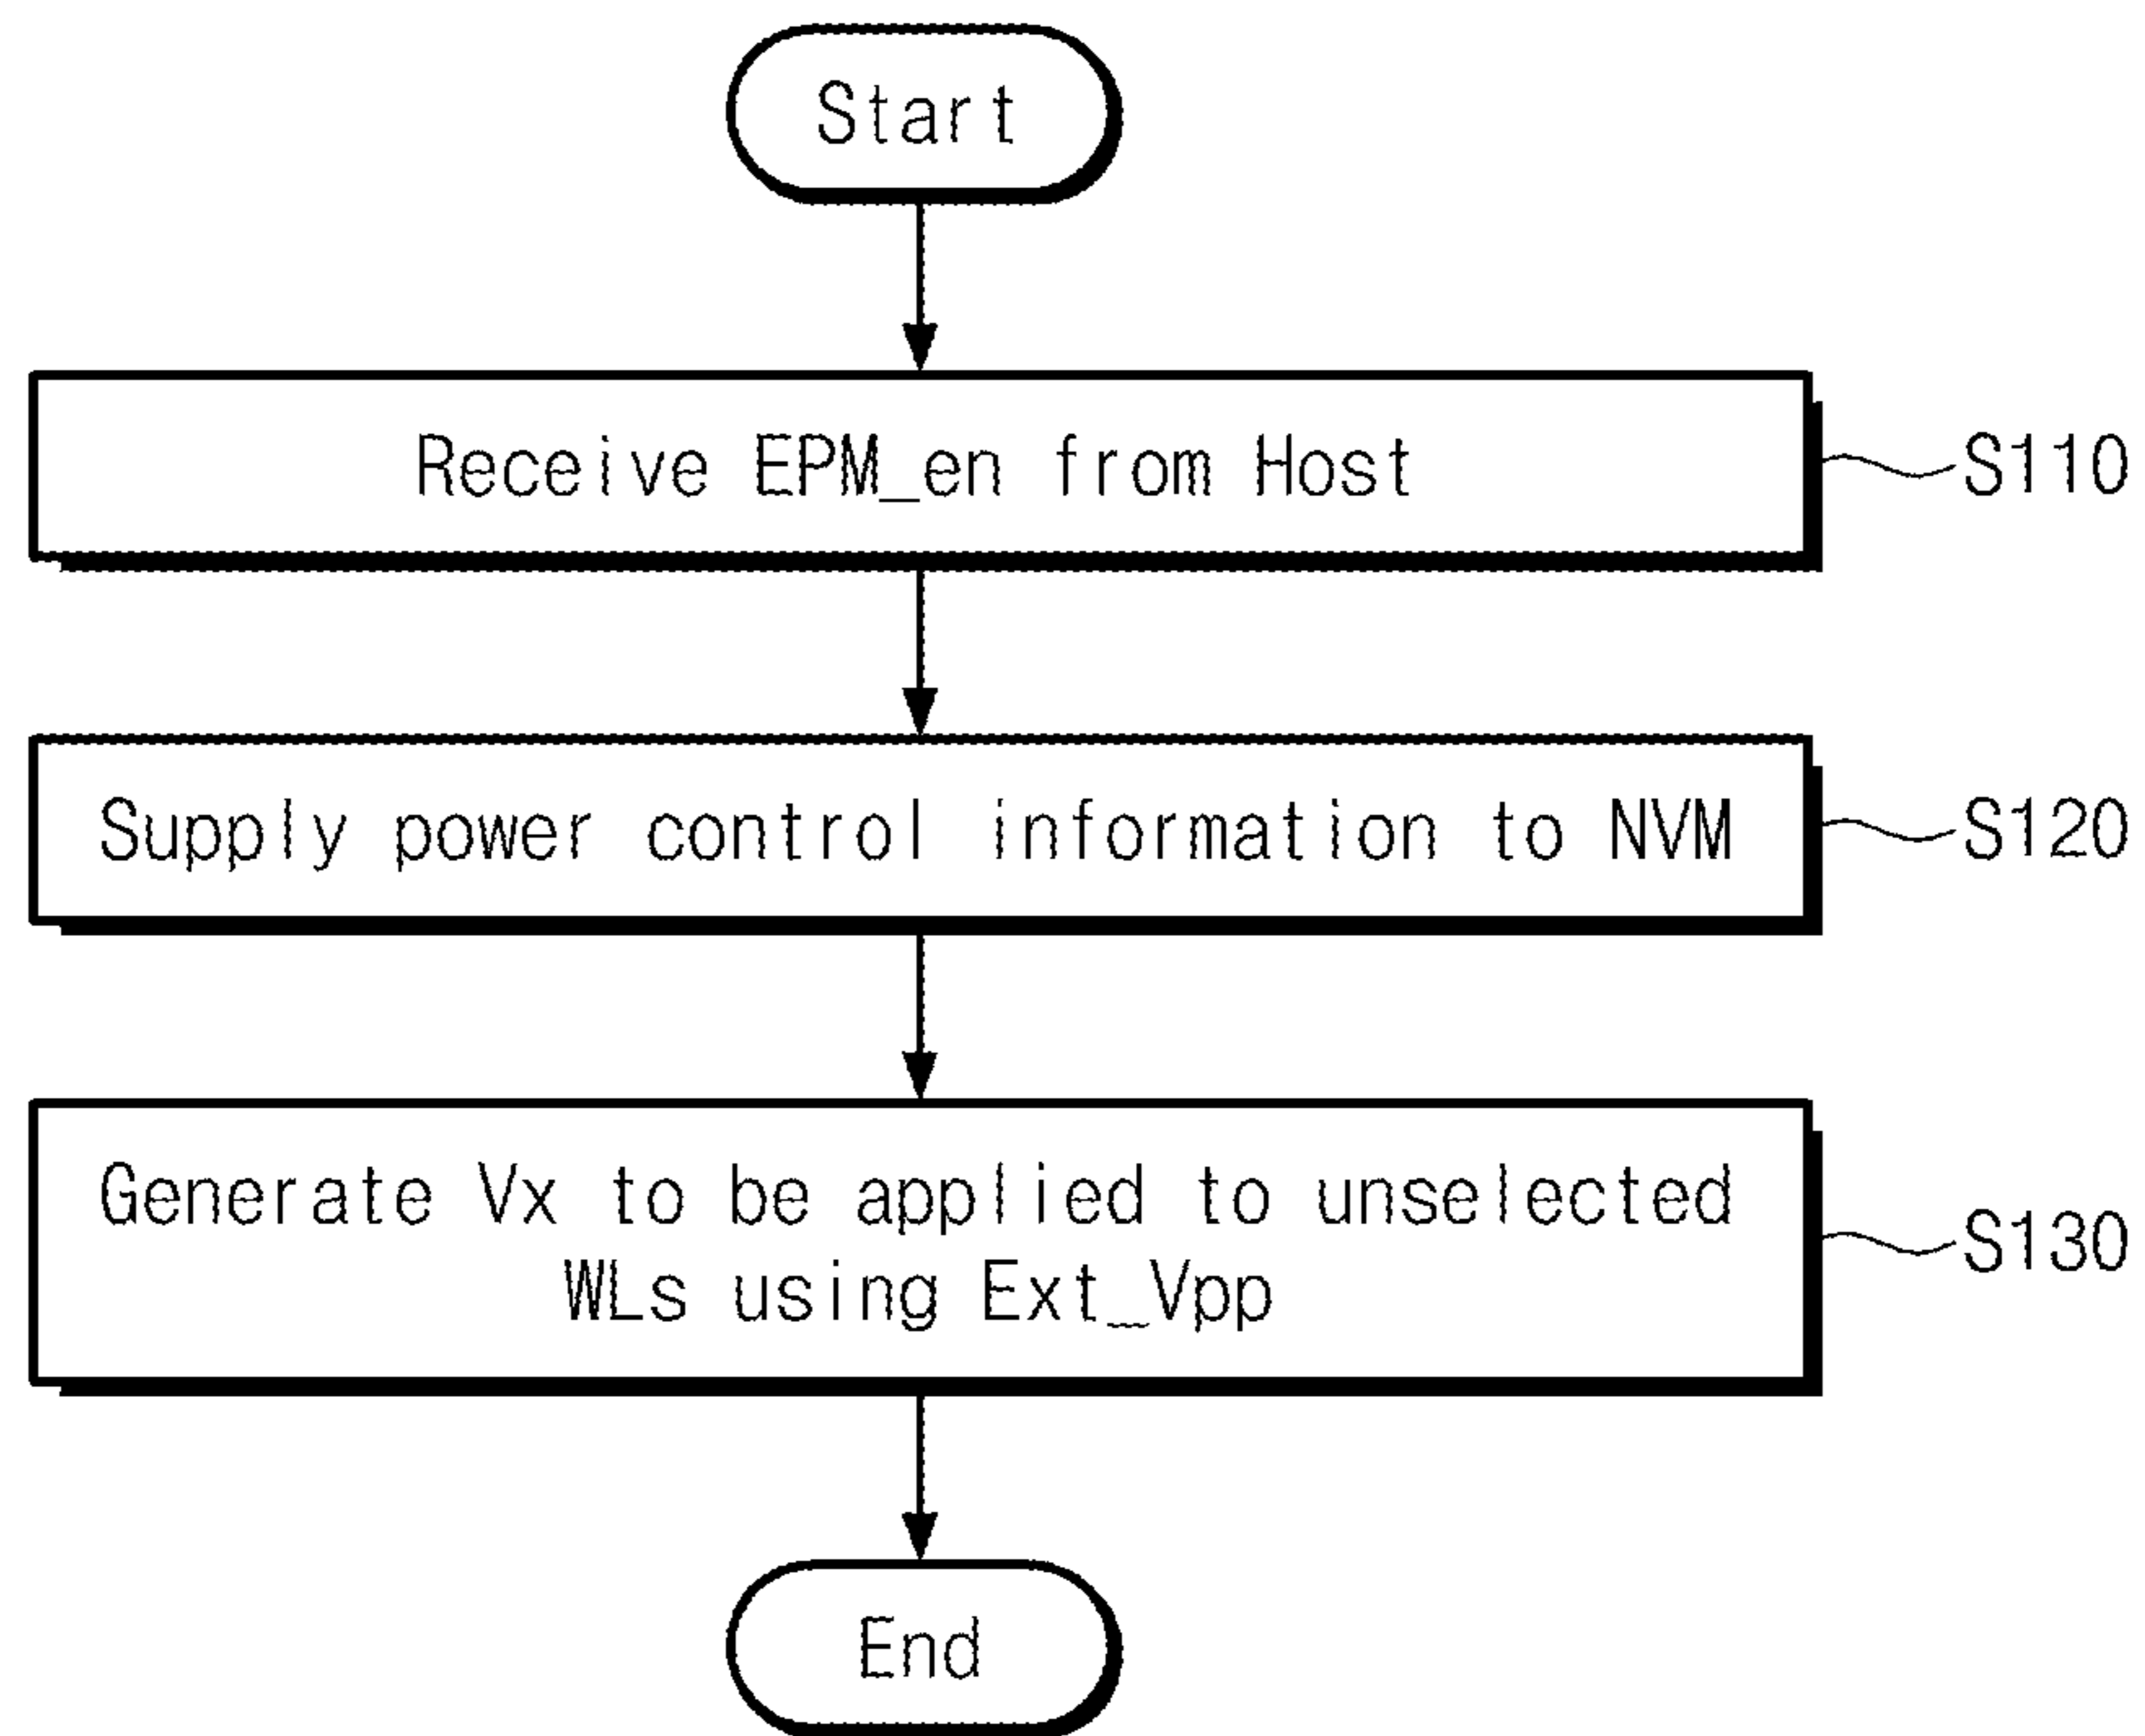 Start
Receive EPM_en from Host
S110
Supply power control information to NVM
S120
Generate Vx to be applied to unselected
WLs using Ext_Vpp
S130
End